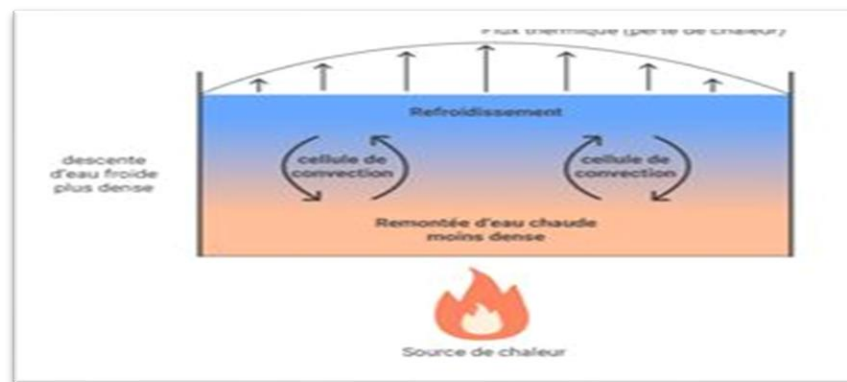 Flux thermique (perte de chaleur)
Refroidissement
descente
d'eau froide
plus dense
cellule de
convection
cellule de
convection
Remontée d'eau chaude
moins dense
Source de chaleur